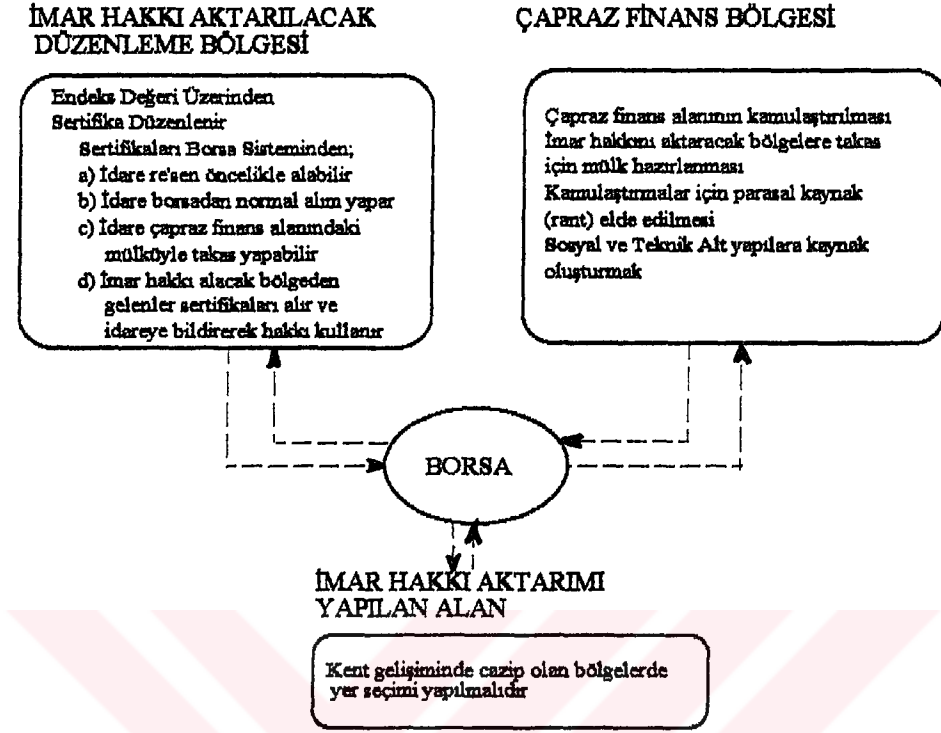 İMAR HAKKI AKTARILACAK
DÜZENLEME BÖLGESİ
Endeks Değeri Üzerinden
Sertifika Düzenlenir
Sertifikaları Borsa Sisteminden;
a) İdare re'sen öncelikle alabilir
b) İdare borsadan normal alım yapar
c) İdare çapraz finans alanındaki
mülküyle takas yapabilir
d) İmar hakkı alacak bölgeden
gelenler sertifikaları alır ve
idareye bildirerek hakkı kullanır
ÇAPRAZ FİNANS BÖLGESİ
Çapraz finans alanının kamulaştırılması
İmar hakkını aktaracak bölgelere takas
için mülk hazırlanması
Kamulaştırmalar için parasal kaynak
(rant) elde edilmesi
Sosyal ve Teknik Alt yapılara kaynak
oluşturmak
BORSA
İMAR HAKKI AKTARIMI
YAPILAN ALAN
Kent gelişiminde cazip olan bölgelerde
yer seçimi yapılmalıdır